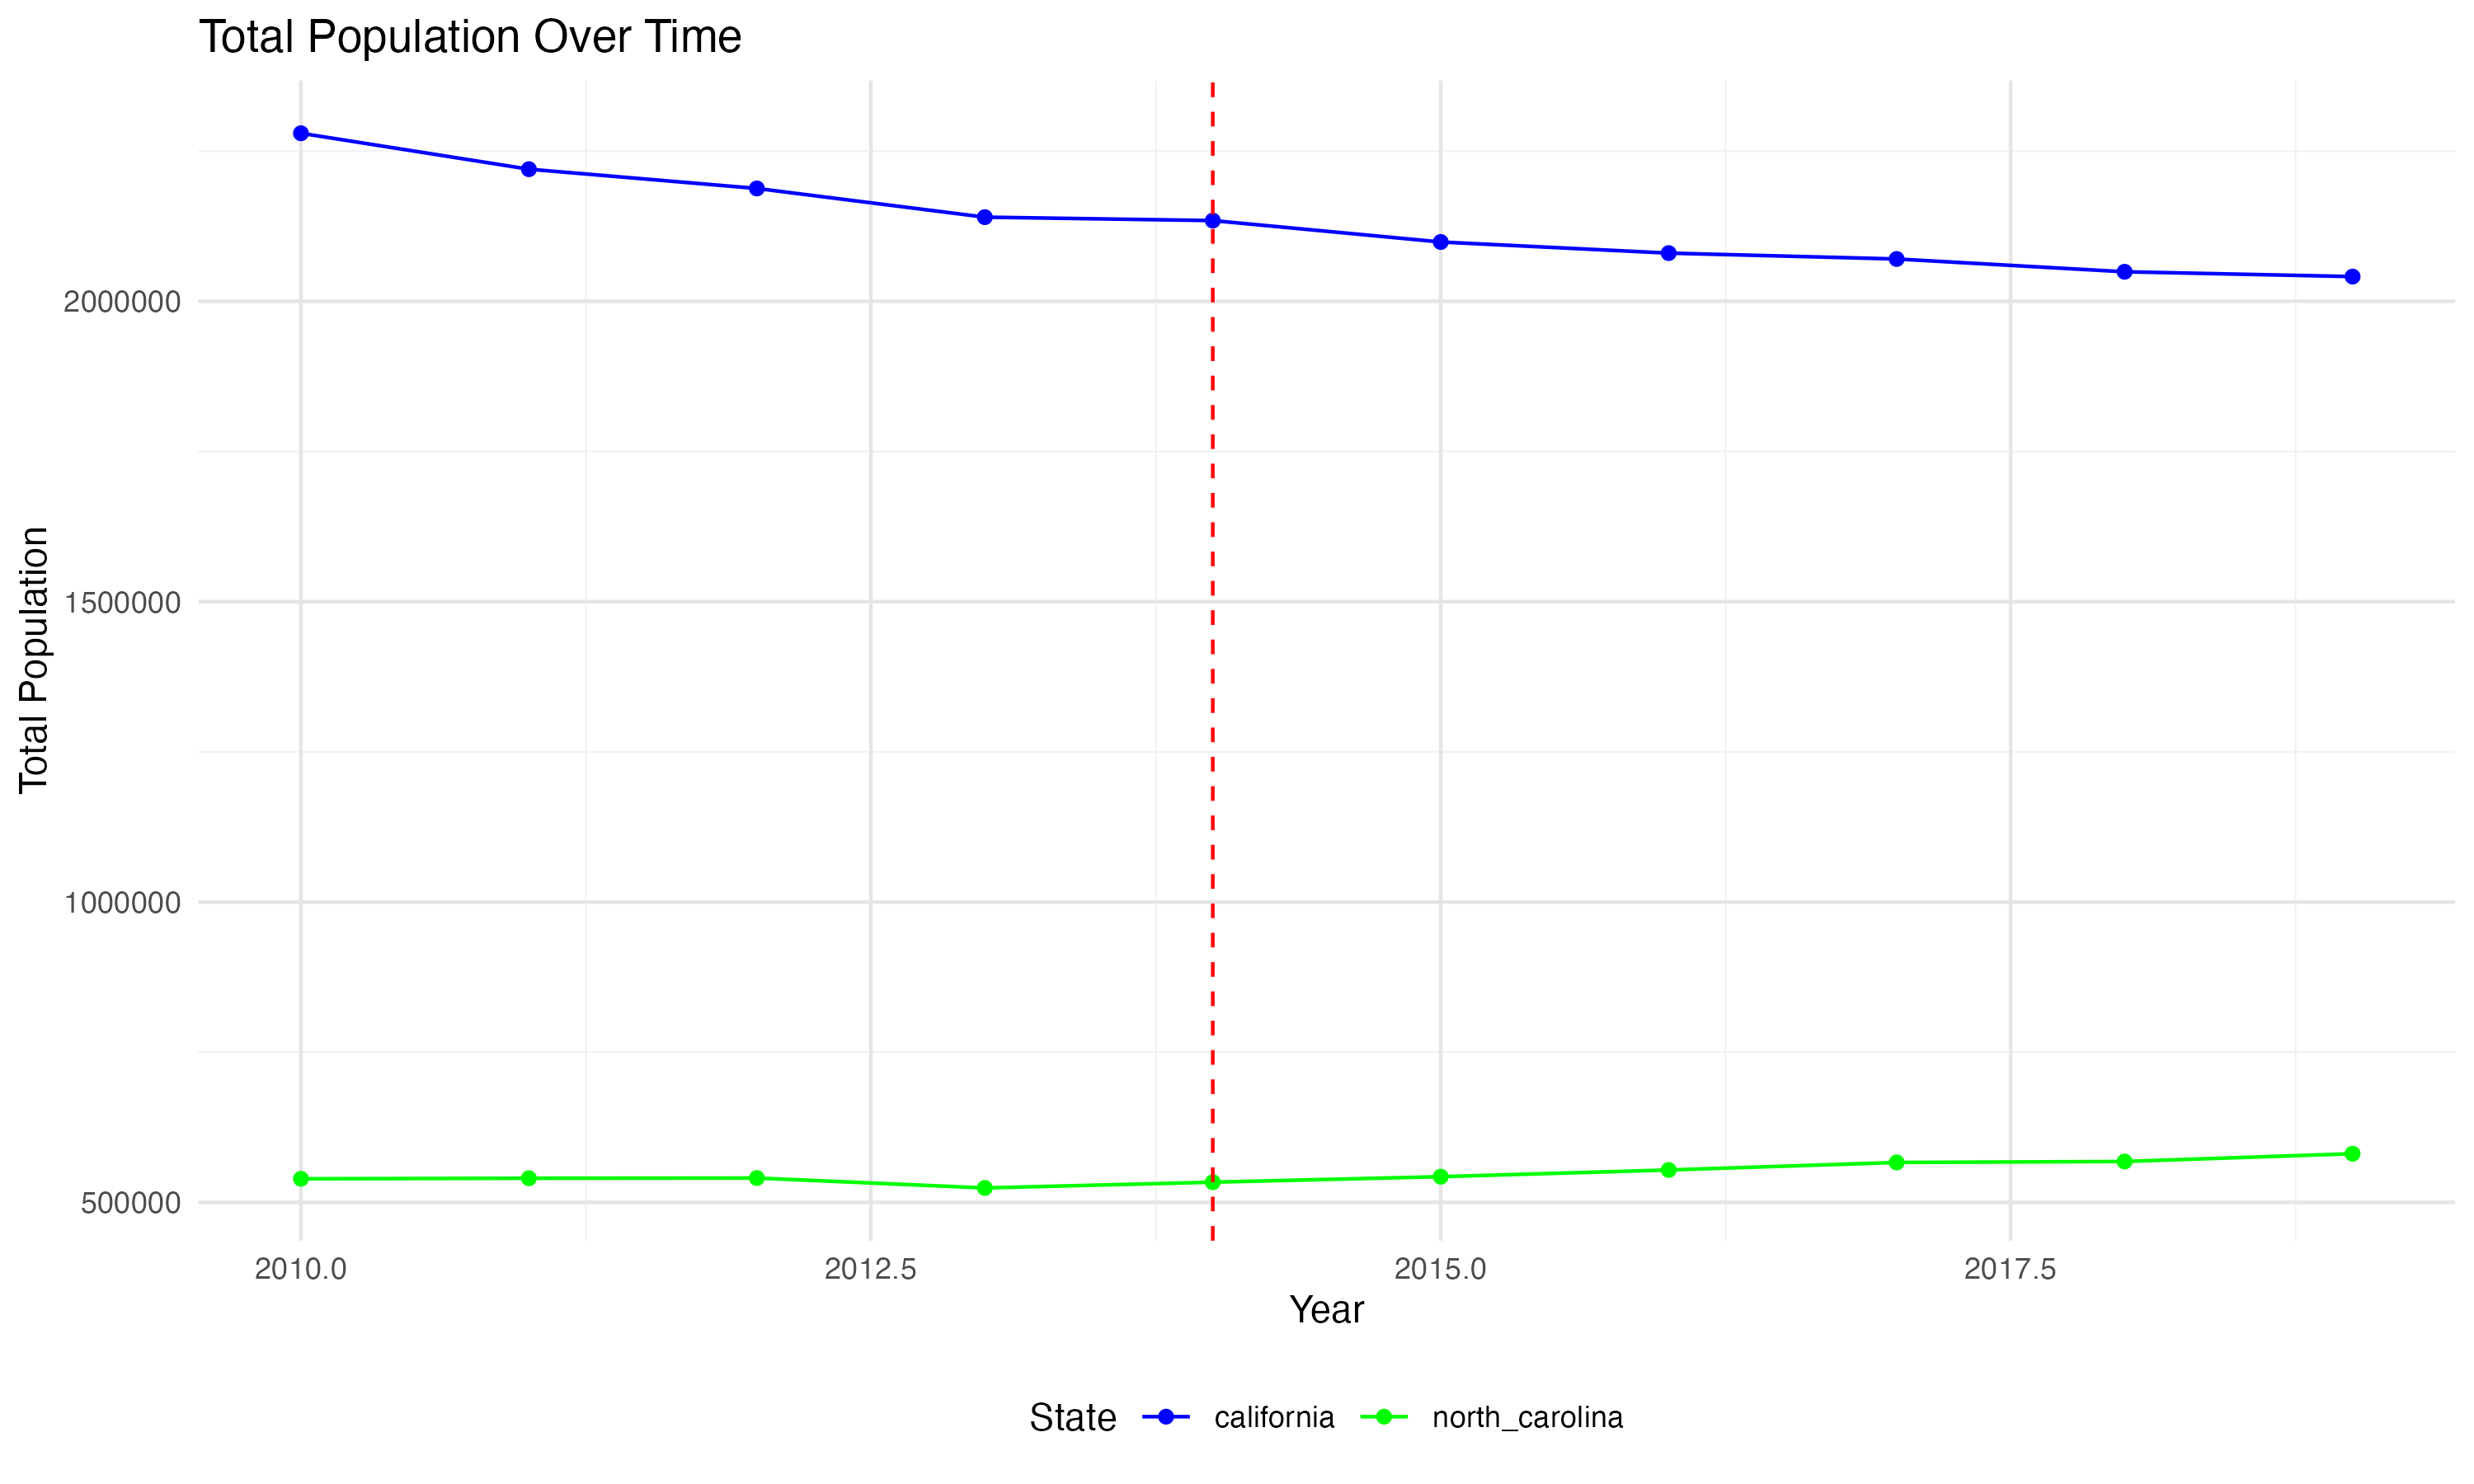 Total Population Over Time
Total Population
2000000
1500000
1000000
500000
2010.0 2012.5 2015.0 2017.5
Year
State california north_carolina